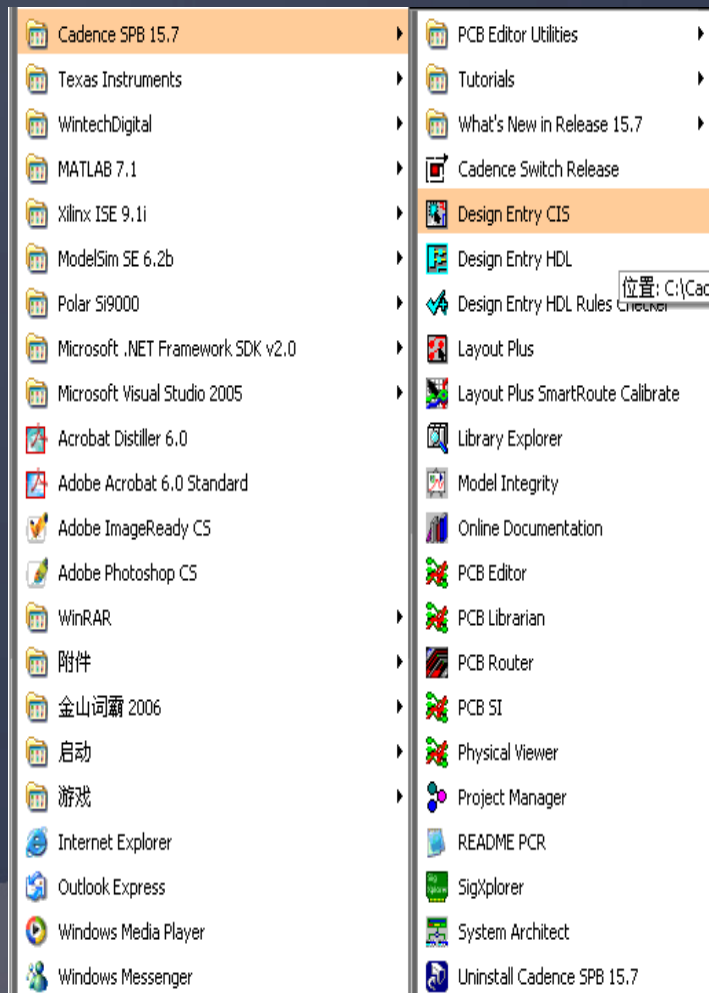 Cadence SPB 15.7
Texas Instruments
WintechDigital
MATLAB 7.1
Xilinx ISE 9.1i
ModelSim SE 6.2b
Polar Si9000
Microsoft .NET Framework SDK v2.0
Microsoft Visual Studio 2005
Acrobat Distiller 6.0
Adobe Acrobat 6.0 Standard
Adobe ImageReady CS
Adobe Photoshop CS
WinRAR
附件
金山词霸 2006
启动
游戏
Internet Explorer
Outlook Express
Windows Media Player
Windows Messenger
PCB Editor Utilities
Tutorials
What's New in Release 15.7
Cadence Switch Release
Design Entry CIS
Design Entry HDL
位置: C:\Cad
Design Entry HDL Rules Checker
Layout Plus
Layout Plus SmartRoute Calibrate
Library Explorer
Model Integrity
Online Documentation
PCB Editor
PCB Librarian
PCB Router
PCB SI
Physical Viewer
Project Manager
README PCR
SigXplorer
System Architect
Uninstall Cadence SPB 15.7